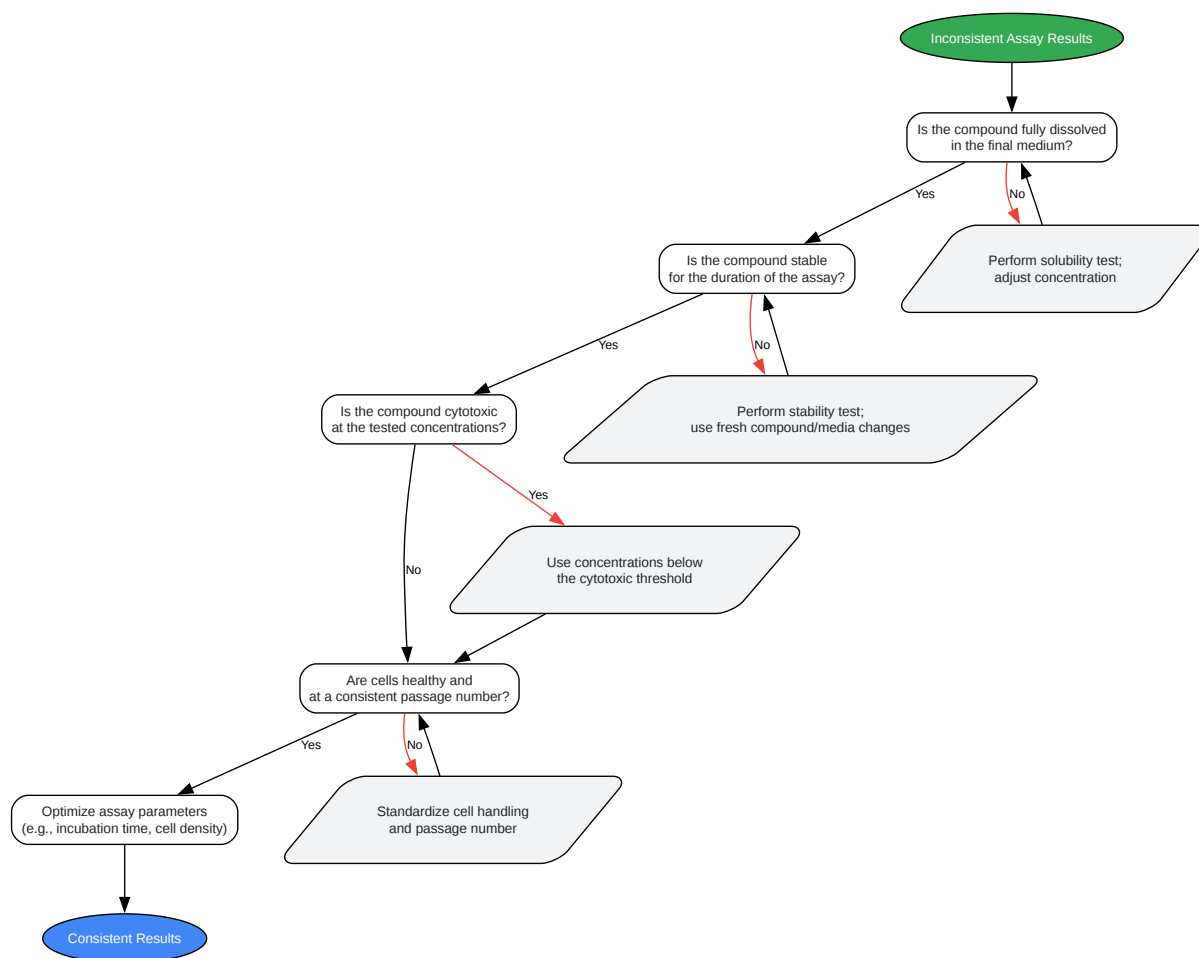 Inconsistent Assay Results
Is the compound fully dissolved
in the final medium?
Yes
No
Is the compound stable
for the duration of the assay?
Perform solubility test;
adjust concentration
Yes
No
Is the compound cytotoxic
at the tested concentrations?
Perform stability test;
use fresh compound/media changes
Yes
Use concentrations below
the cytotoxic threshold
No
Are cells healthy and
at a consistent passage number?
Yes
No
Optimize assay parameters
(e.g., incubation time, cell density)
Standardize cell handling
and passage number
Consistent Results